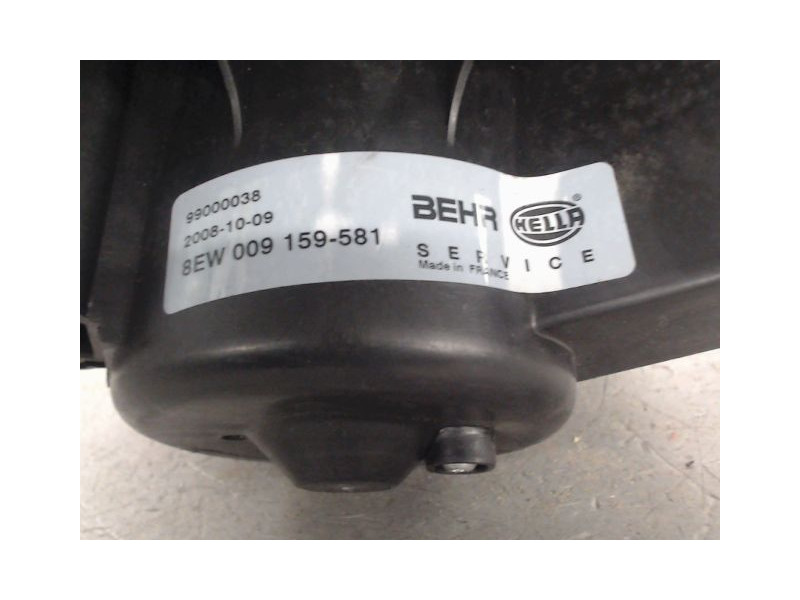 99000038
2008-10-09
8EW 009 159-581
BEHR HELLA®
SERVICE
Made in FRANCE